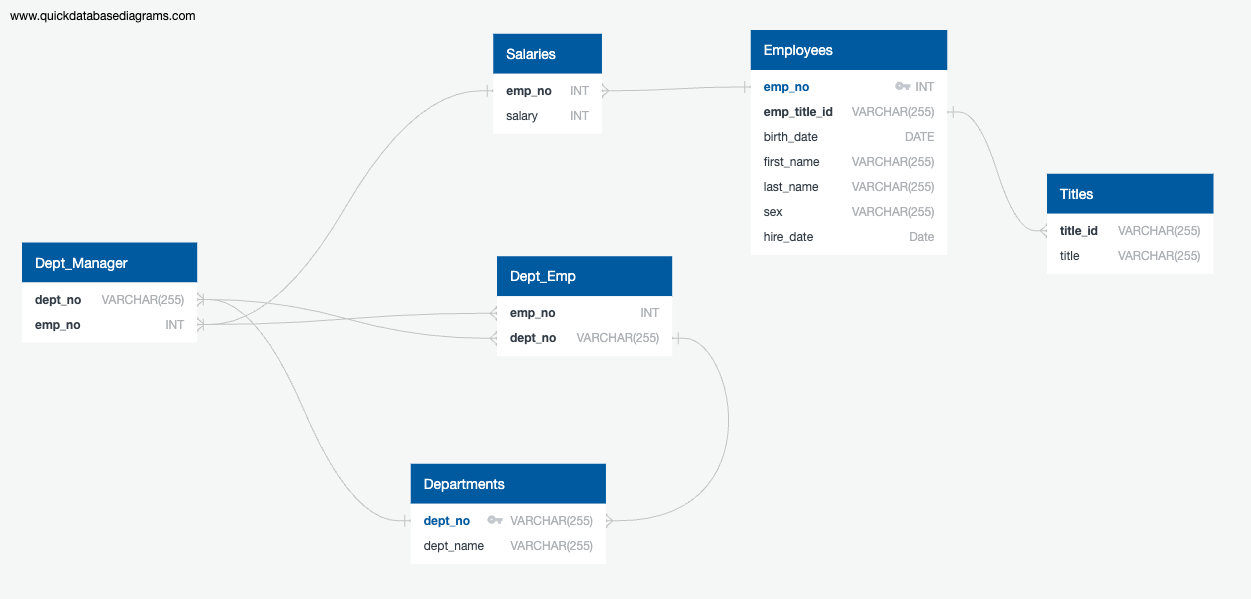 www.quickdatabasediagrams.com
Salaries
emp_no INT
salary INT
Employees
emp_no INT
emp_title_id VARCHAR(255)
birth_date DATE
first_name VARCHAR(255)
last_name VARCHAR(255)
sex VARCHAR(255)
hire_date Date
Titles
title_id VARCHAR(255)
title VARCHAR(255)
Dept_Manager
dept_no VARCHAR(255)
emp_no INT
Dept_Emp
emp_no INT
dept_no VARCHAR(255)
Departments
dept_no VARCHAR(255)
dept_name VARCHAR(255)